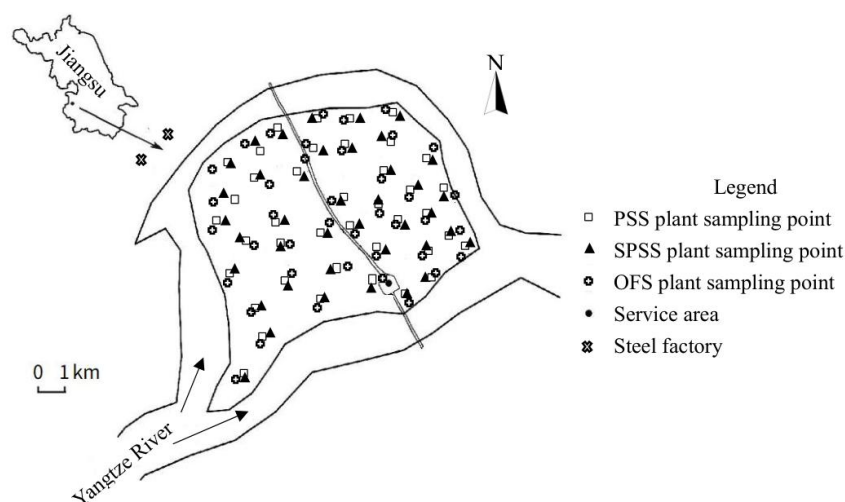 Jiangsu
N
Legend
PSS plant sampling point
SPSS plant sampling point
OFS plant sampling point
Service area
Steel factory
0 1km
Yangtze River